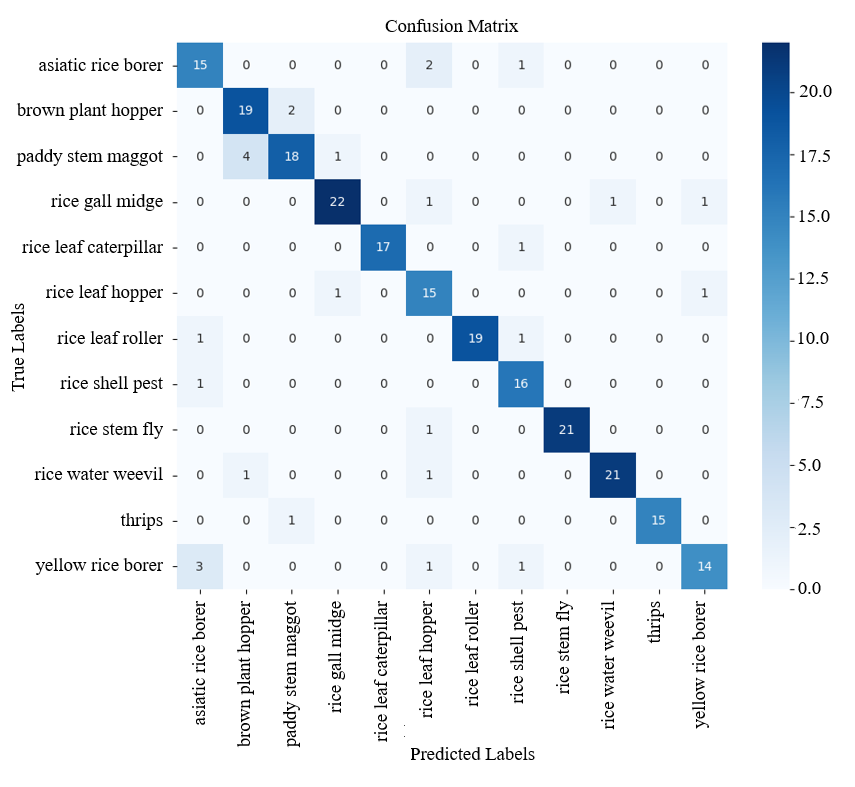 Confusion Matrix
asiatic rice borer 15 0 0 0 0 2 0 1 0 0 0 0
brown plant hopper 0 19 2 0 0 0 0 0 0 0 0 0
paddy stem maggot 0 4 18 1 0 0 0 0 0 0 0 0
rice gall midge 0 0 0 22 0 1 0 0 0 1 0 1
rice leaf caterpillar 0 0 0 0 17 0 0 1 0 0 0 0
rice leaf hopper 0 0 0 1 0 15 0 0 0 0 0 1
rice leaf roller 1 0 0 0 0 0 19 1 0 0 0 0
rice shell pest 1 0 0 0 0 0 0 16 0 0 0 0
rice stem fly 0 0 0 0 0 1 0 0 21 0 0 0
rice water weevil 0 1 0 0 0 1 0 0 0 21 0 0
thrips 0 0 1 0 0 0 0 0 0 0 15 0
yellow rice borer 3 0 0 0 0 1 0 1 0 0 0 14
True Labels
asiatic rice borer
brown plant hopper
paddy stem maggot
rice gall midge
rice leaf caterpillar
rice leaf hopper
rice leaf roller
rice shell pest
rice stem fly
rice water weevil
thrips
yellow rice borer
Predicted Labels
20.0
17.5
15.0
12.5
10.0
7.5
5.0
2.5
0.0